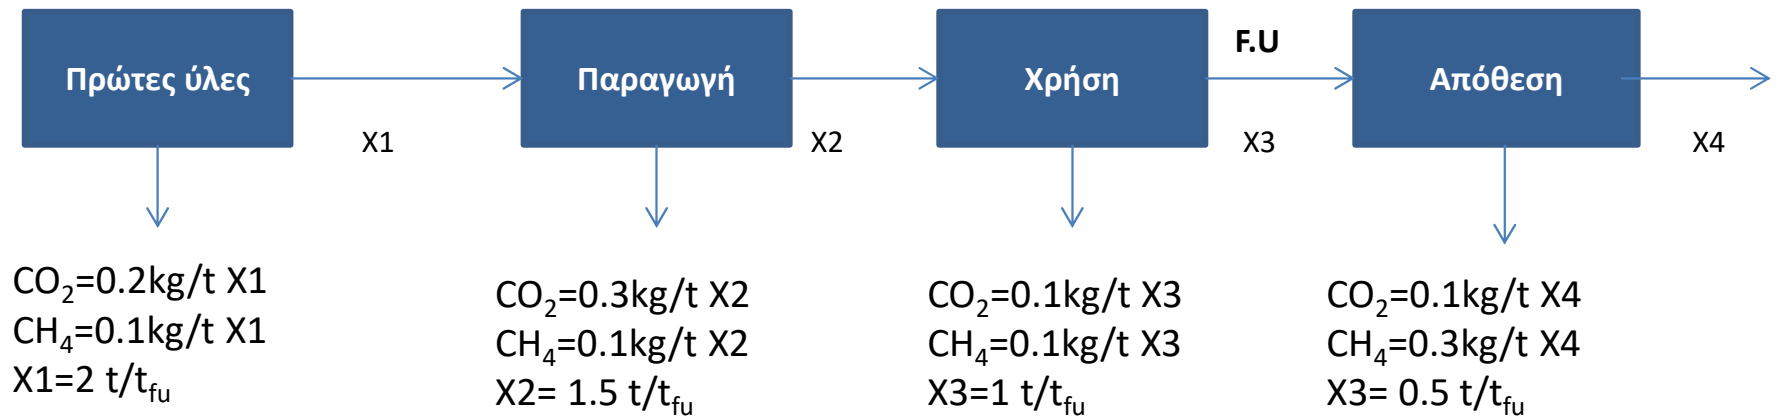 Πρώτες ύλες
Παραγωγή
Χρήση
F.U
Απόθεση
X1
X2
X3
X4
CO₂=0.2kg/t X1
CH₄=0.1kg/t X1
X1=2 t/tfu
CO₂=0.3kg/t X2
CH₄=0.1kg/t X2
X2= 1.5 t/tfu
CO₂=0.1kg/t X3
CH₄=0.1kg/t X3
X3=1 t/tfu
CO₂=0.1kg/t X4
CH₄=0.3kg/t X4
X3= 0.5 t/tfu